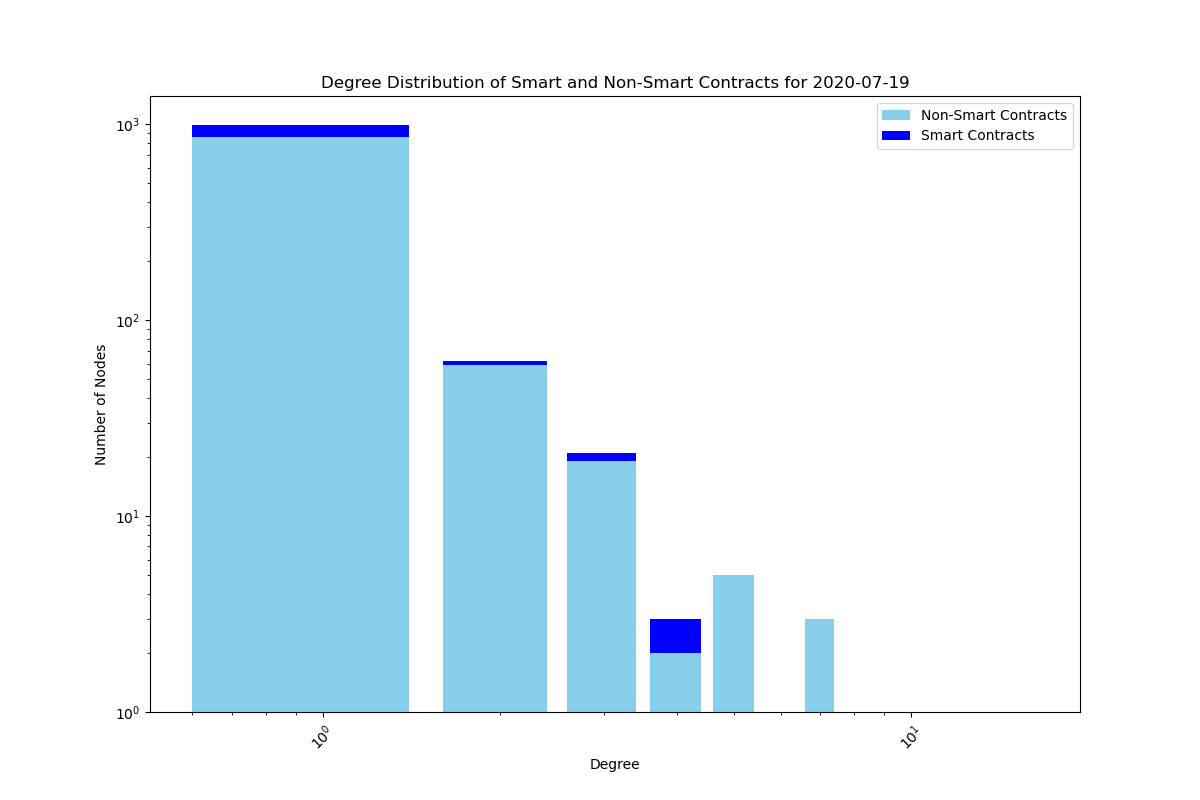 Degree Distribution of Smart and Non-Smart Contracts for 2020-07-19
Non-Smart Contracts
Smart Contracts
Number of Nodes
10³
10²
10¹
10⁰
10⁰
10¹
Degree